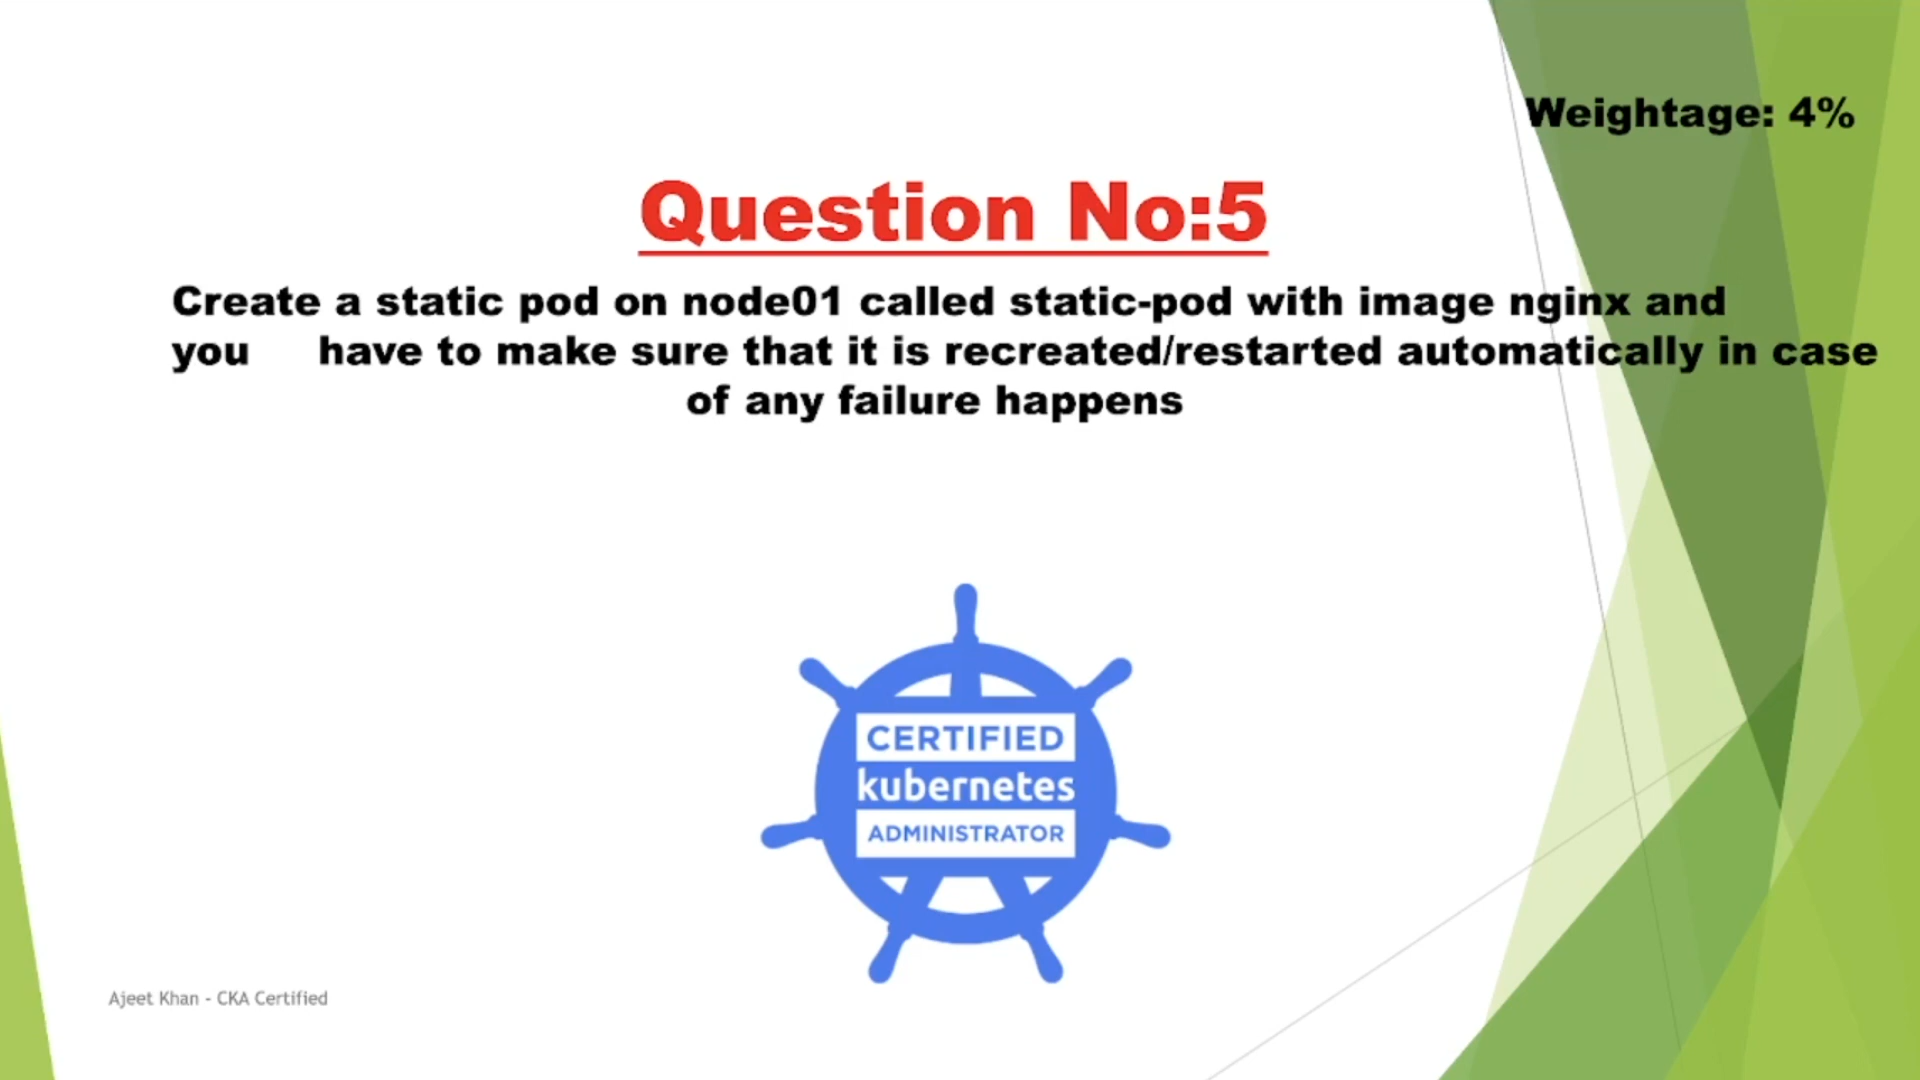 Weightage: 4%
Question No:5
Create a static pod on node01 called static-pod with image nginx and
you have to make sure that it is recreated/restarted automatically in case
of any failure happens
CERTIFIED
kubernetes
ADMINISTRATOR
Ajeet Khan - CKA Certified